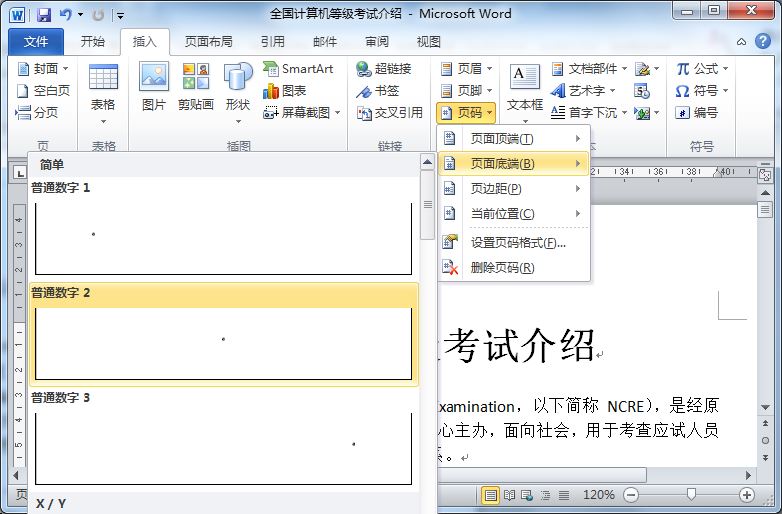 全国计算机等级考试介绍 - Microsoft Word
文件 开始 插入 页面布局 引用 邮件 审阅 视图
封面
空白页
分页
页
表格
表格
图片 剪贴画 形状
SmartArt
图表
屏幕截图
插图
超链接
书签
交叉引用
链接
页眉
页脚
页码
文本框
文档部件
艺术字
首字下沉
本
公式
符号
编号
符号
页面顶端(T)
页面底端(B)
页边距(P)
当前位置(C)
设置页码格式(F)...
删除页码(R)
简单
普通数字 1
普通数字 2
普通数字 3
X / Y
32 34 36 38 40
考试介绍
xamination，以下简称 NCRE），是经原
心主办，面向社会，用于考查应试人员
系。
120%